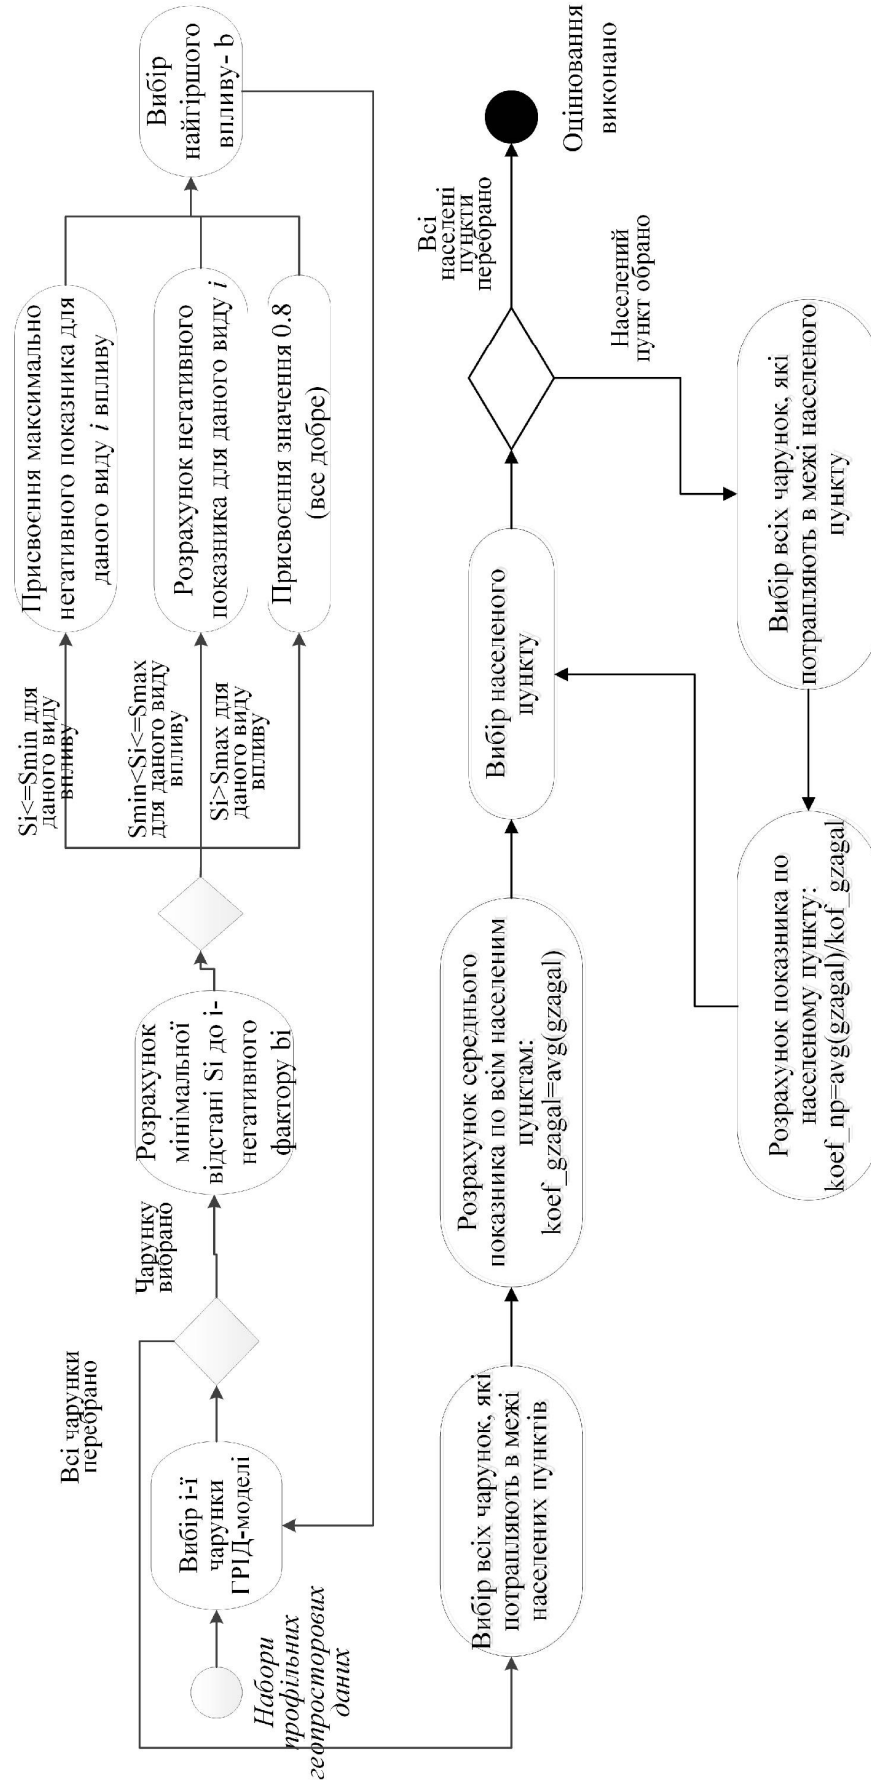 Набори
профільних
геопросторових
даних
Вибір і-ї
чарунки
ГРІД-моделі
Всі чарунки
перебрано
Чарунку
вибрано
Розрахунок
мінімальної
відстані Si до і-
негативного
фактору bi
Si<=Smin для
даного виду
впливу
Smin<Si<=Smax
для даного виду
впливу
Si>Smax для
даного виду
впливу
Присвоєння максимально
негативного показника для
даного виду i впливу
Розрахунок негативного
показника для даного виду i
Присвоєння значення 0.8
(все добре)
Вибір
найгіршого
впливу- b
Вибір всіх чарунок, які
потрапляють в межі
населених пунктів
Розрахунок середнього
показника по всім населеним
пунктам:
koef_gzagal=avg(gzagal)
Вибір населеного
пункту
Всі
населені
пункти
перебрано
Оцінювання
виконано
Населений
пункт обрано
Вибір всіх чарунок, які
потрапляють в межі населеного
пункту
Розрахунок показника по
населеному пункту:
koef_np=avg(gzagal)/kof_gzagal